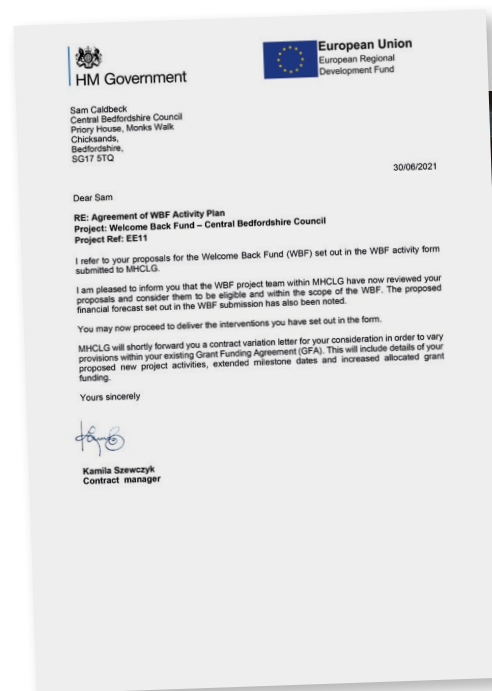 HM Government
European Union
European Regional
Development Fund
Sam Caldbeck
Central Bedfordshire Council
Priory House, Monks Walk
Chicksands,
Bedfordshire,
SG17 5TQ
30/06/2021
Dear Sam
RE: Agreement of WBF Activity Plan
Project: Welcome Back Fund – Central Bedfordshire Council
Project Ref: EE11
I refer to your proposals for the Welcome Back Fund (WBF) set out in the WBF activity form
submitted to MHCLG.
I am pleased to inform you that the WBF project team within MHCLG have now reviewed your
proposals and consider them to be eligible and within the scope of the WBF. The proposed
financial forecast set out in the WBF submission has also been noted.
You may now proceed to deliver the interventions you have set out in the form.
MHCLG will shortly forward you a contract variation letter for your consideration in order to vary
provisions within your existing Grant Funding Agreement (GFA). This will include details of your
proposed new project activities, extended milestone dates and increased allocated grant
funding.
Yours sincerely
Kamila Szewczyk
Contract manager